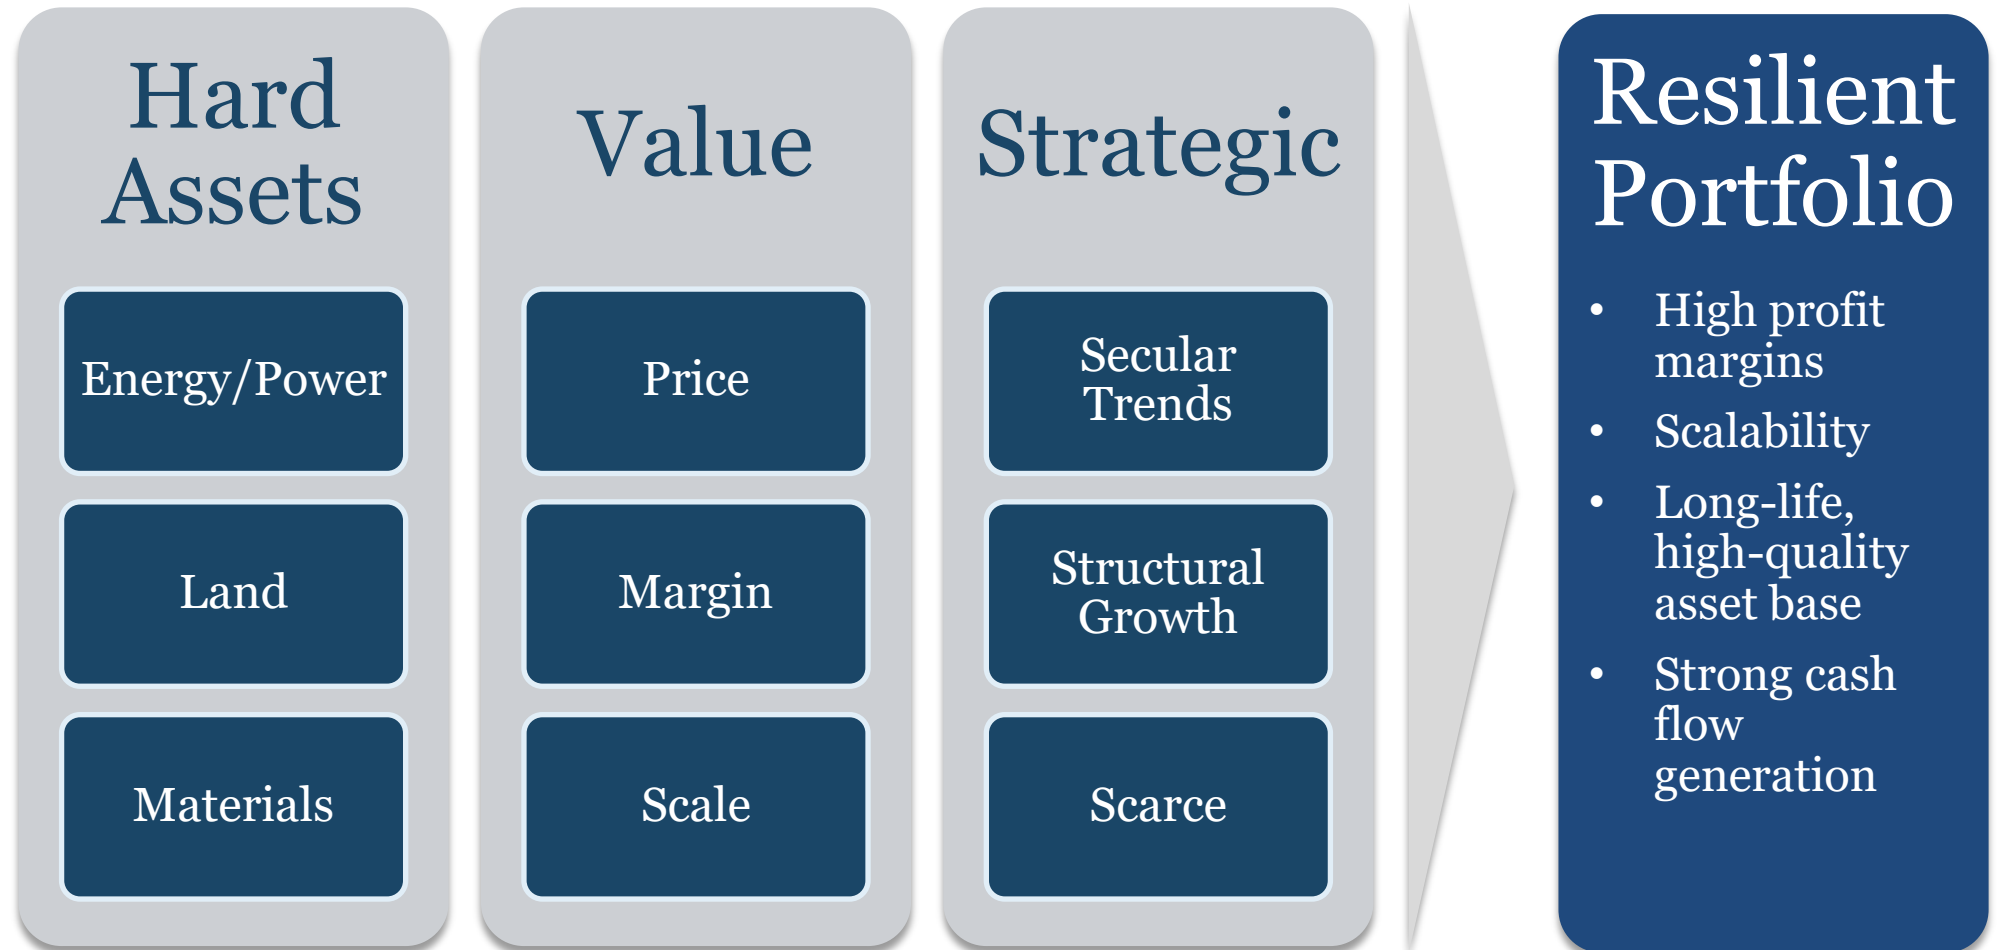 Hard
Assets
Energy/Power
Land
Materials
Value
Price
Margin
Scale
Strategic
Secular
Trends
Structural
Growth
Scarce
Resilient
Portfolio
• High profit
margins
• Scalability
• Long-life,
high-quality
asset base
• Strong cash
flow
generation